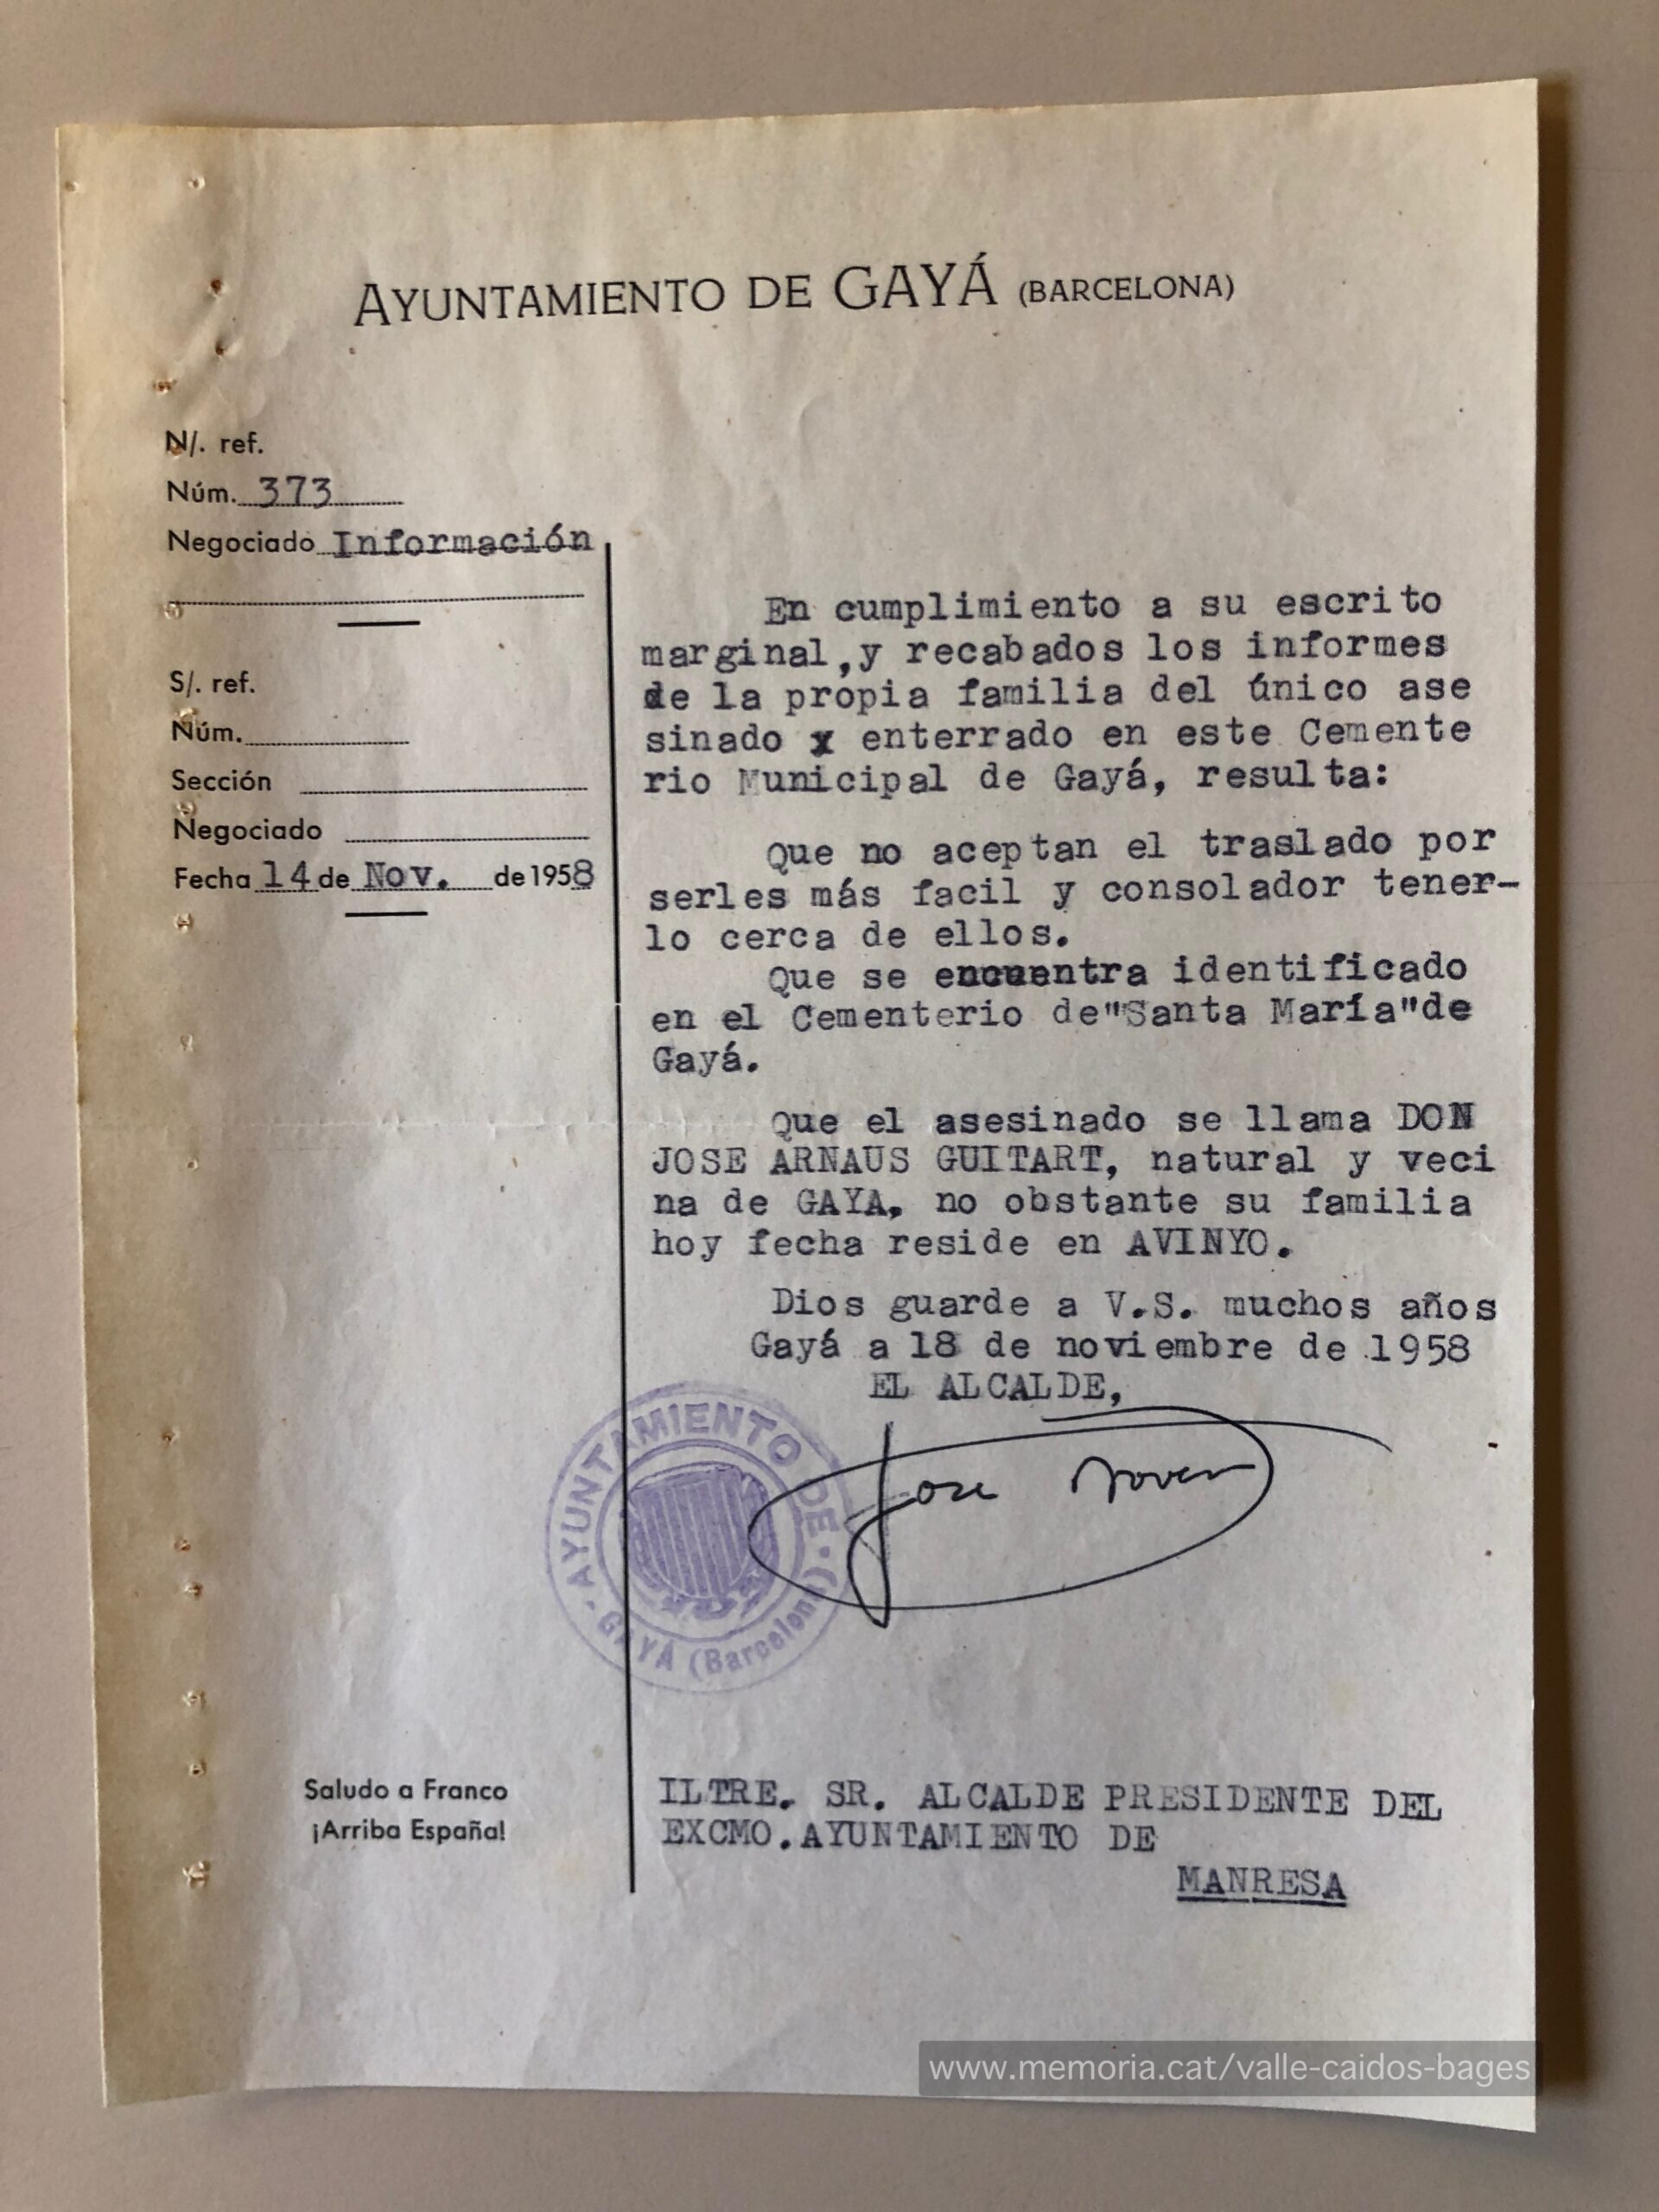 AYUNTAMIENTO DE GAYÁ (BARCELONA)
N/. ref.
Núm. 373
Negociado Información
S/. ref.
Núm.
Sección
Negociado
Fecha 14 de Nov. de 1958
En cumplimiento a su escrito
marginal,y recabados los informes
de la propia familia del único ase
sinado y enterrado en este Cemente
rio Municipal de Gayá, resulta:
Que no aceptan el traslado por
serles más facil y consolador tener-
lo cerca de ellos.
Que se encuentra identificado
en el Cementerio de"Santa María"de
Gayá.
Que el asesinado se llama DON
JOSE ARNAUS GUITART, natural y veci
na de GAYA, no obstante su familia
hoy fecha reside en AVINYO.
Dios guarde a V.S. muchos años
Gayá a 18 de noviembre de 1958
EL ALCALDE,
Jose
AYUNTAMIENTO DE · (
· GAYÁ (Barcelon
Saludo a Franco
¡Arriba España!
ILTRE. SR. ALCALDE PRESIDENTE DEL
EXCMO.AYUNTAMIENTO DE
MANRESA
www.memoria.cat/valle-caidos-bages